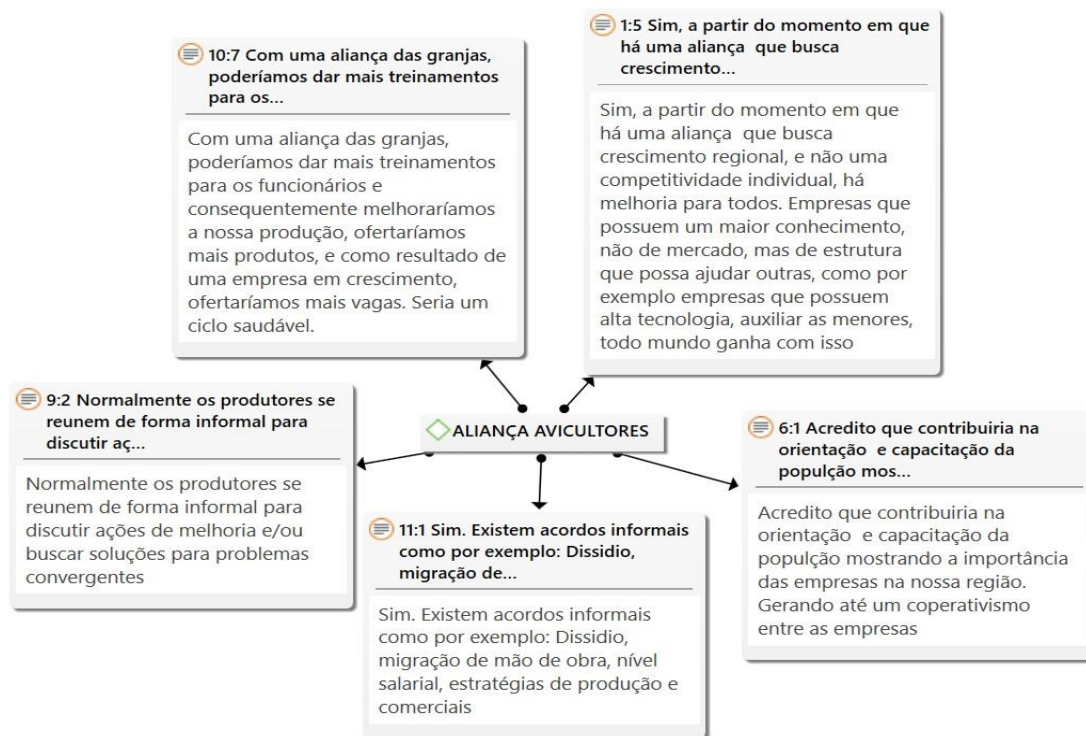 10:7 Com uma aliança das granjas,
poderíamos dar mais treinamentos
para os...
Com uma aliança das granjas,
poderíamos dar mais treinamentos
para os funcionários e
consequentemente melhoraríamos
a nossa produção, ofertaríamos
mais produtos, e como resultado de
uma empresa em crescimento,
ofertaríamos mais vagas. Seria um
ciclo saudável.
1:5 Sim, a partir do momento em que
há uma aliança que busca
crescimento...
Sim, a partir do momento em que
há uma aliança que busca
crescimento regional, e não uma
competitividade individual, há
melhoria para todos. Empresas que
possuem um maior conhecimento,
não de mercado, mas de estrutura
que possa ajudar outras, como por
exemplo empresas que possuem
alta tecnologia, auxiliar as menores,
todo mundo ganha com isso
9:2 Normalmente os produtores se
reunem de forma informal para
discutir aç...
Normalmente os produtores se
reunem de forma informal para
discutir ações de melhoria e/ou
buscar soluções para problemas
convergentes
ALIANÇA AVICULTORES
6:1 Acredito que contribuiria na
orientação e capacitação da
populção mos...
Acredito que contribuiria na
orientação e capacitação da
populção mostrando a importância
das empresas na nossa região.
Gerando até um coperativismo
entre as empresas
11:1 Sim. Existem acordos informais
como por exemplo: Dissidio,
migração de...
Sim. Existem acordos informais
como por exemplo: Dissidio,
migração de mão de obra, nível
salarial, estratégias de produção e
comerciais